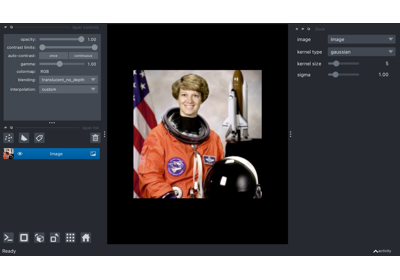 opacity: 1.00
contrast limits:
auto-contrast: once continuous
gamma: 1.00
colormap: RGB
blending: translucent_no_depth
interpolation: custom
Image
Ready
image Image
kernel type gaussian
kernel size 5
sigma 1.00
activity